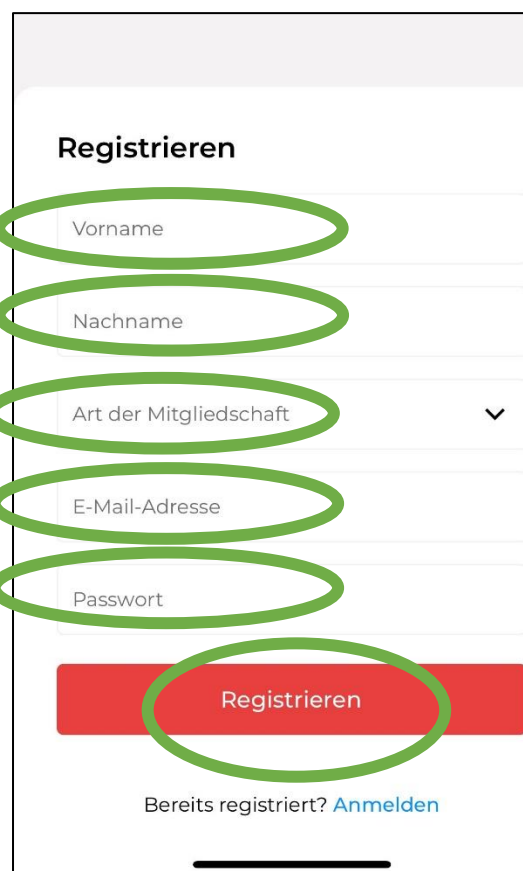 Registrieren
Vorname
Nachname
Art der Mitgliedschaft
E-Mail-Adresse
Passwort
Registrieren
Bereits registriert? Anmelden